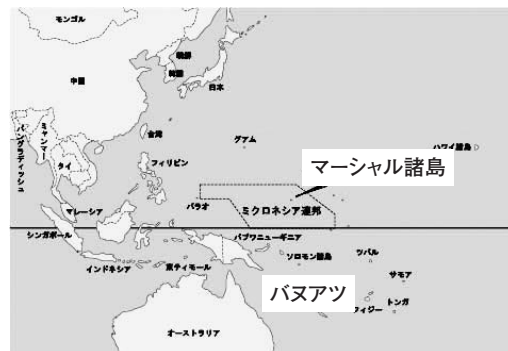 モンゴル
朝鮮
韓国
中国
日本
バングラディッシュ
ミャンマー
台湾
グアム
ハワイ諸島
タイ
フィリピン
マーシャル諸島
パラオ
ミクロネシア連邦
マレーシア
シンガポール
パプワニューギニア
インドネシア
東ティモール
ソロモン諸島
ツバル
サモア
バヌアツ
フィジー
トンガ
オーストラリア